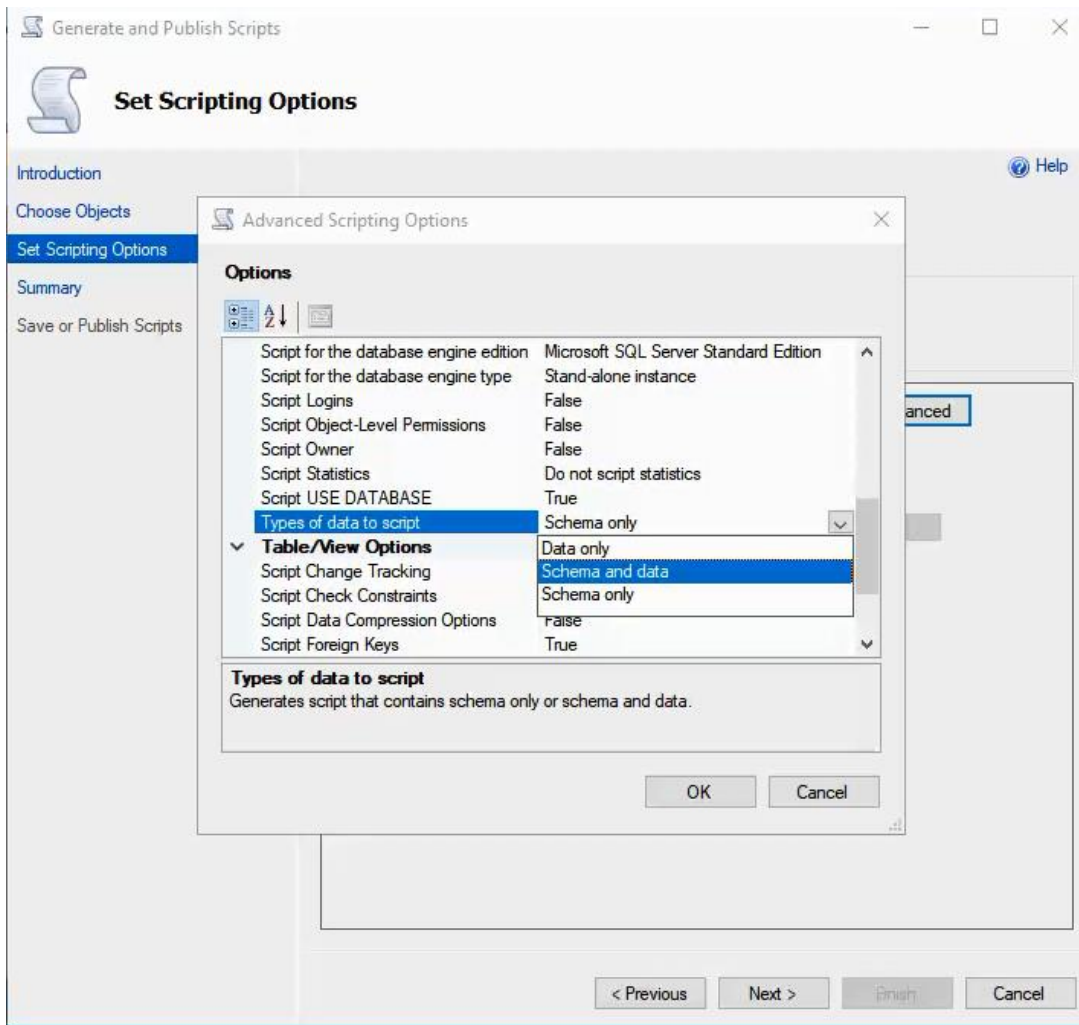 Generate and Publish Scripts
Set Scripting Options
Help
Introduction
Choose Objects
Set Scripting Options
Summary
Save or Publish Scripts
Advanced Scripting Options
Options
Script for the database engine edition Microsoft SQL Server Standard Edition
Script for the database engine type Stand-alone instance
Script Logins False
Script Object-Level Permissions False
Script Owner False
Script Statistics Do not script statistics
Script USE DATABASE True
Types of data to script Schema only
Data only
Schema and data
Schema only
Table/View Options
Script Change Tracking
Script Check Constraints
Script Data Compression Options False
Script Foreign Keys True
Types of data to script
Generates script that contains schema only or schema and data.
OK Cancel
anced
< Previous Next > Finish Cancel